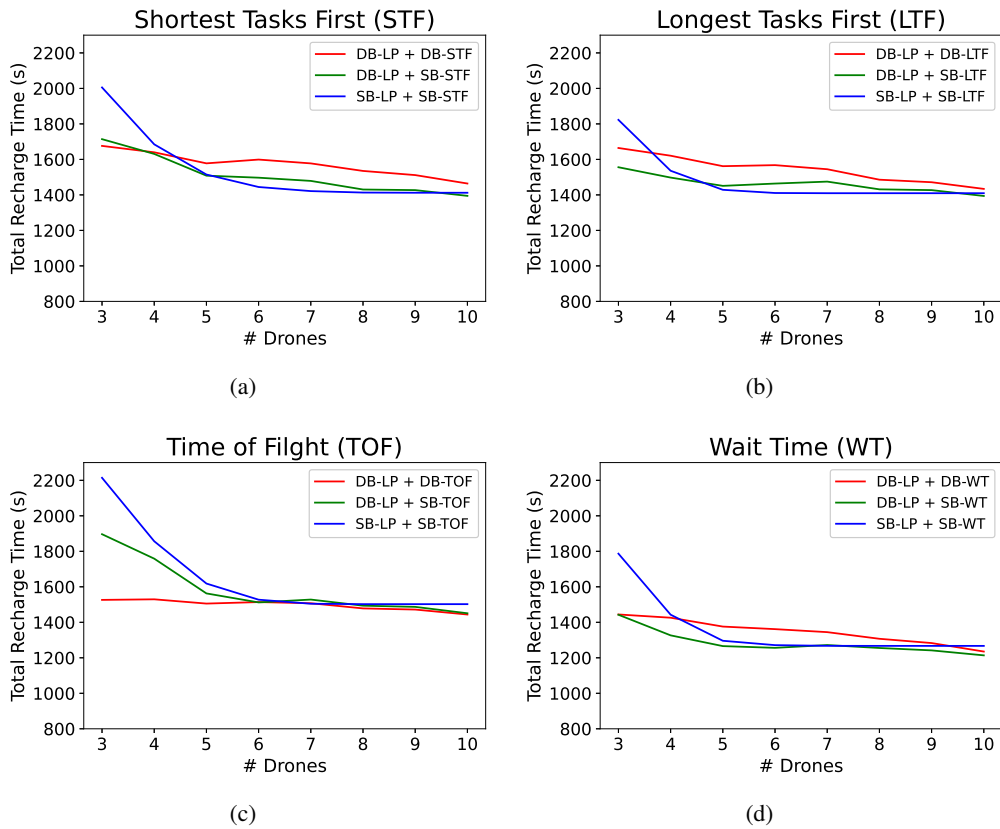 Shortest Tasks First (STF)
Total Recharge Time (s)
2200
2000
1800
1600
1400
1200
1000
800
DB-LP + DB-STF
DB-LP + SB-STF
SB-LP + SB-STF
3 4 5 6 7 8 9 10
# Drones
(a)
Longest Tasks First (LTF)
Total Recharge Time (s)
2200
2000
1800
1600
1400
1200
1000
800
DB-LP + DB-LTF
DB-LP + SB-LTF
SB-LP + SB-LTF
3 4 5 6 7 8 9 10
# Drones
(b)
Time of Filght (TOF)
Total Recharge Time (s)
2200
2000
1800
1600
1400
1200
1000
800
DB-LP + DB-TOF
DB-LP + SB-TOF
SB-LP + SB-TOF
3 4 5 6 7 8 9 10
# Drones
(c)
Wait Time (WT)
Total Recharge Time (s)
2200
2000
1800
1600
1400
1200
1000
800
DB-LP + DB-WT
DB-LP + SB-WT
SB-LP + SB-WT
3 4 5 6 7 8 9 10
# Drones
(d)